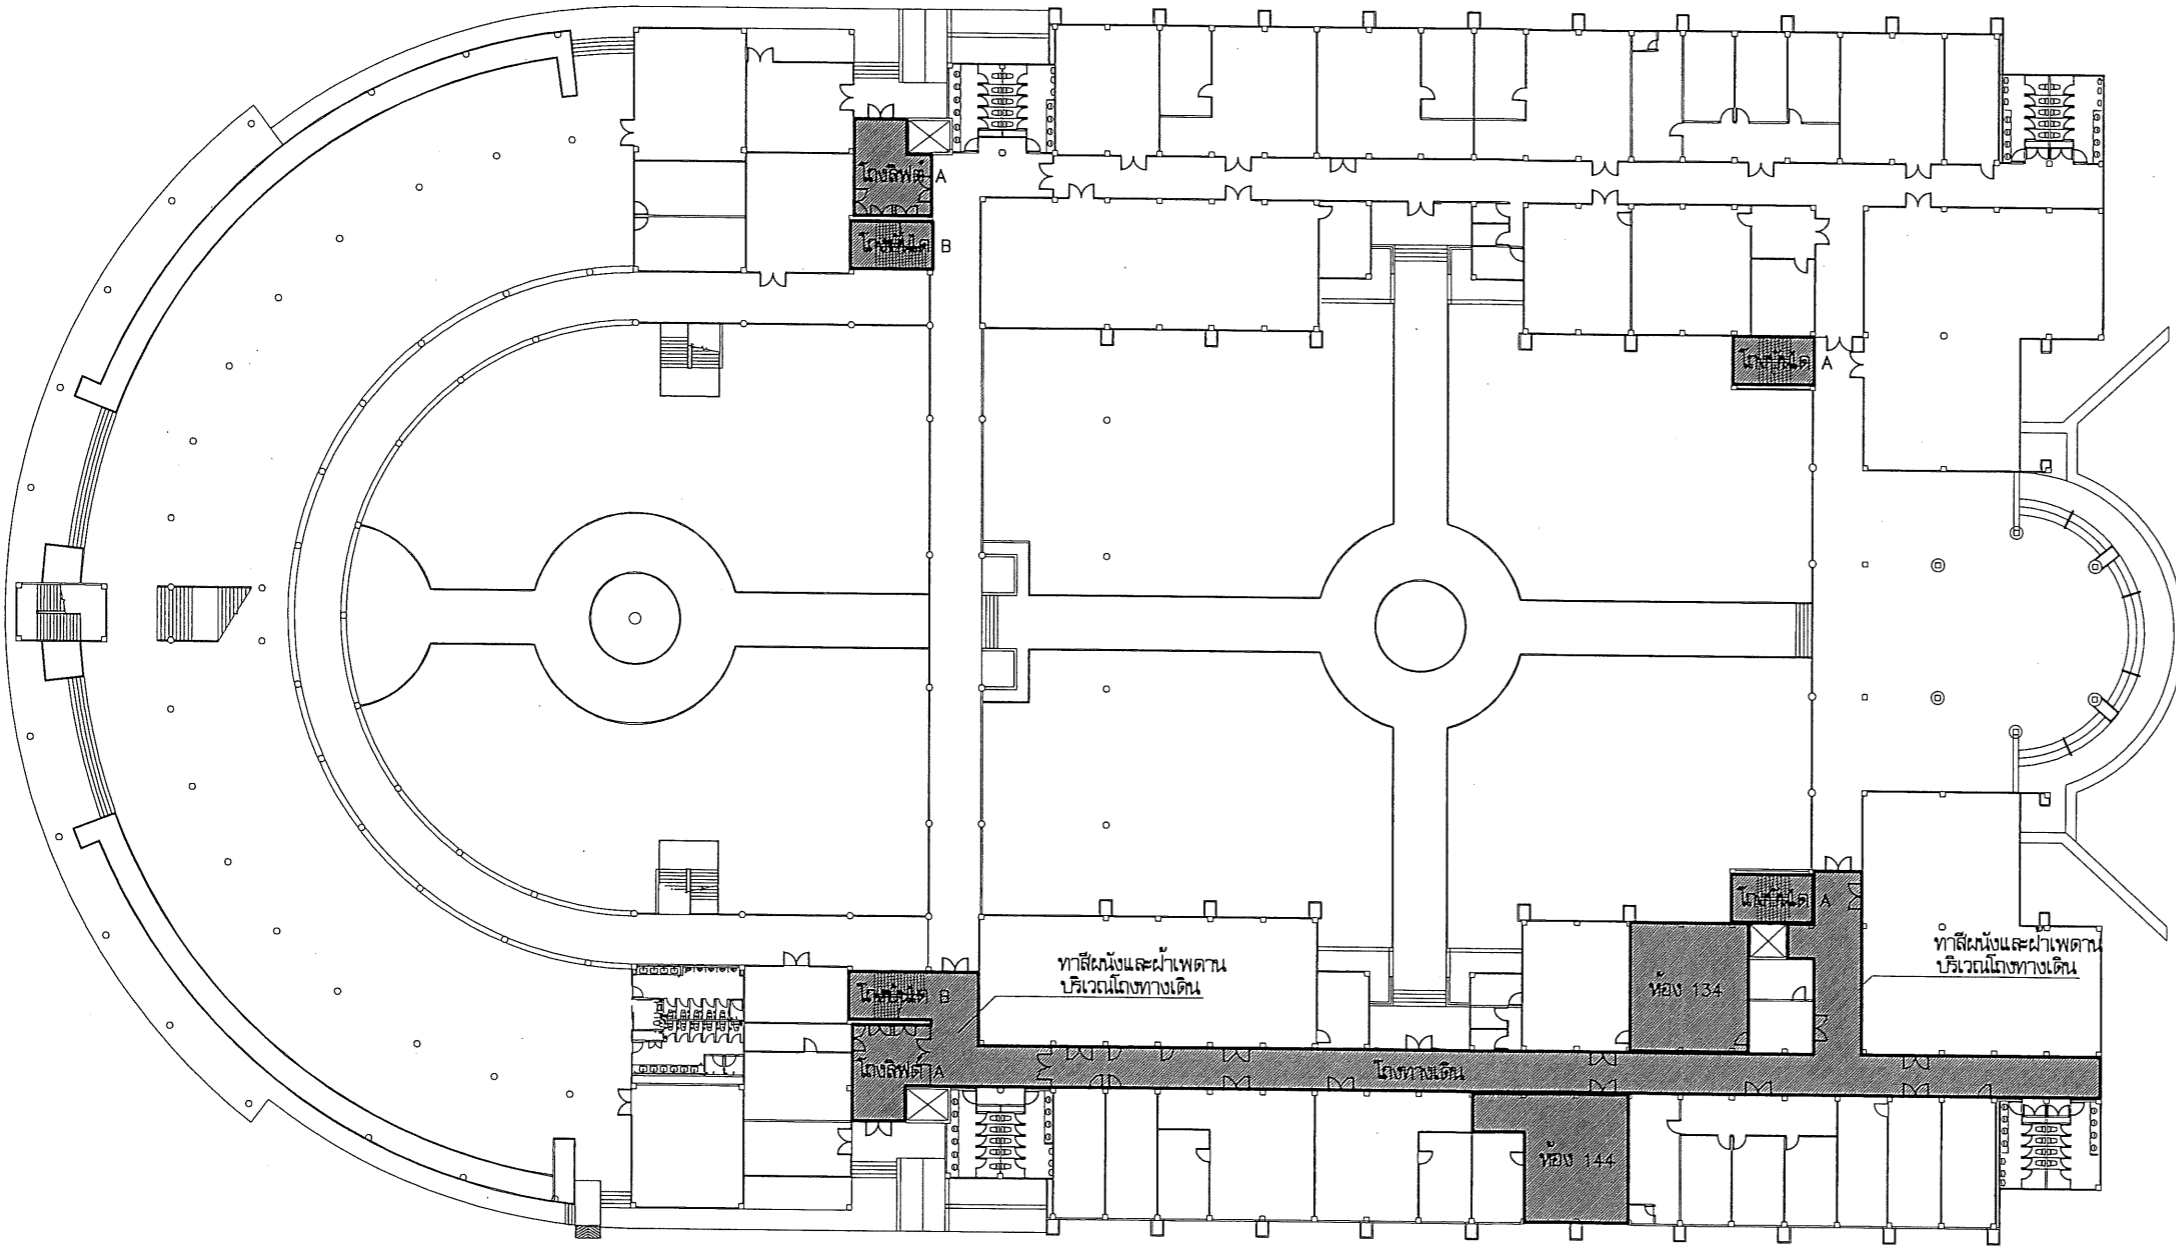 โถงลิฟต์ A
โถงบันได B
โถงบันได A
โถงบันได A
ทาสีผนังและฝ้าเพดาน
บริเวณโถงทางเดิน
ทาสีผนังและฝ้าเพดาน
บริเวณโถงทางเดิน
โถงบันได B
ห้อง 134
โถงลิฟต์ A
โถงทางเดิน
ห้อง 144